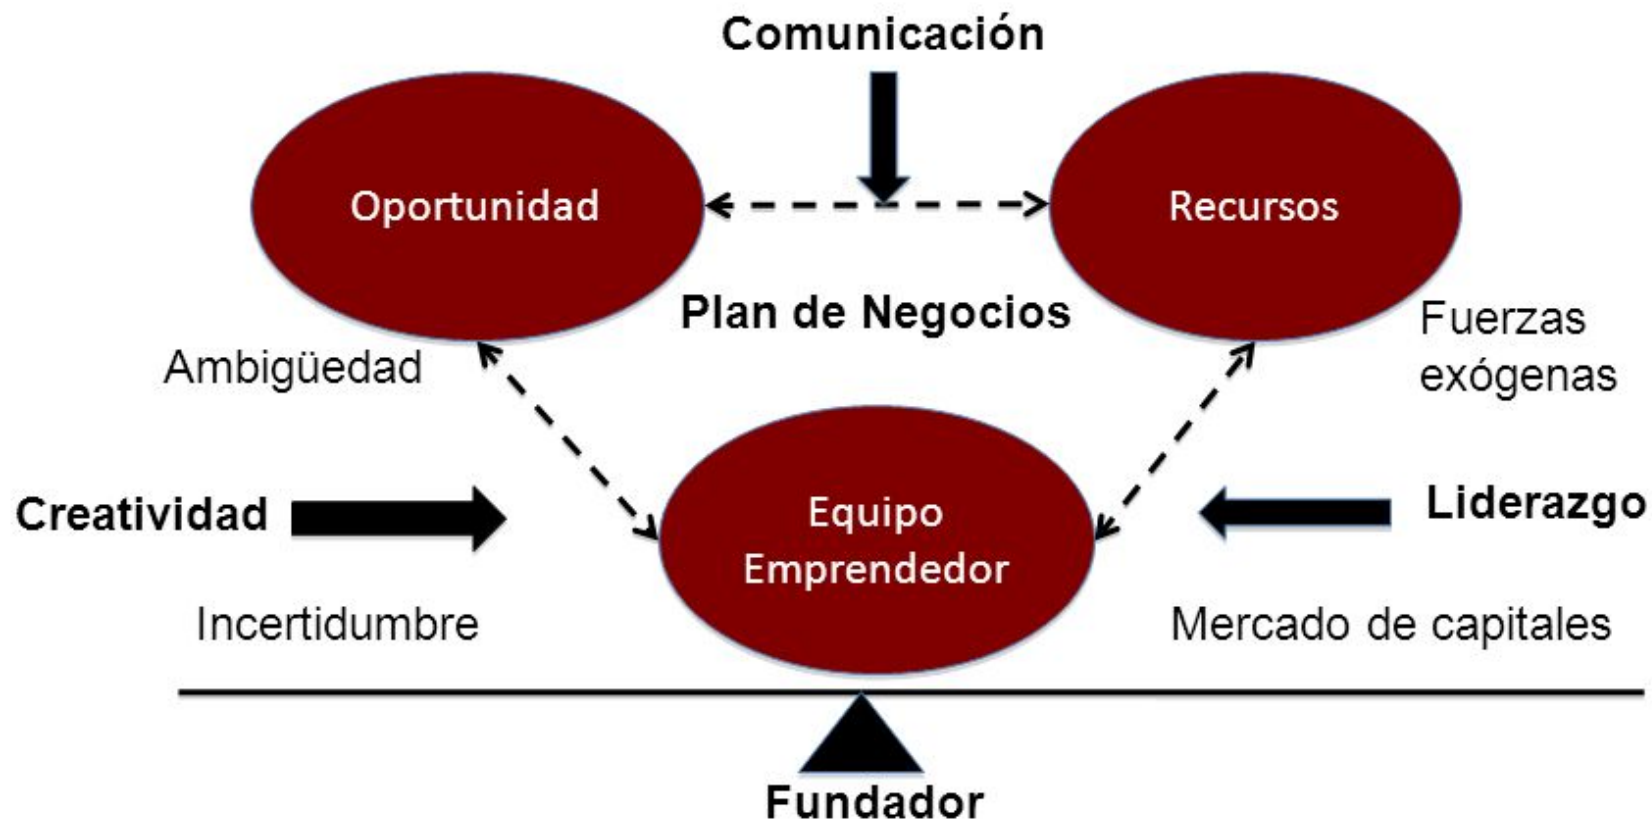 Comunicación
Oportunidad
Recursos
Plan de Negocios
Ambigüedad
Fuerzas
exógenas
Creatividad
Equipo
Emprendedor
Liderazgo
Incertidumbre
Mercado de capitales
Fundador